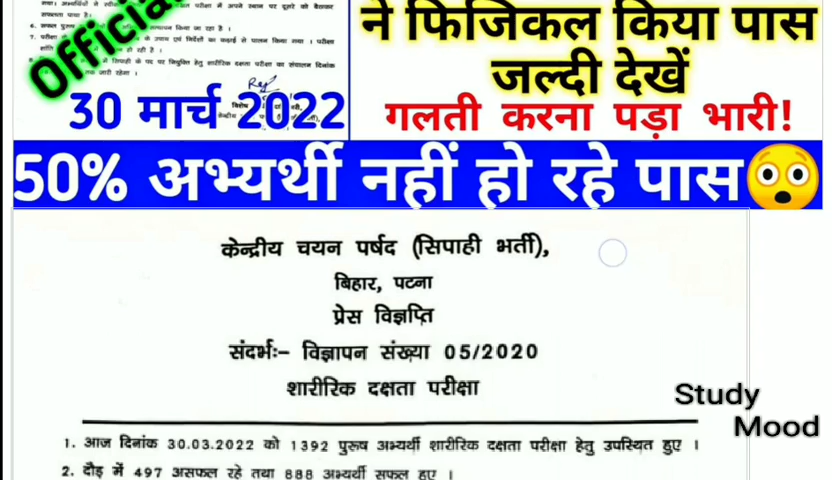 Official
ने फिजिकल किया पास
जल्दी देखें
30 मार्च 2022
गलती करना पड़ा भारी!
50% अभ्यर्थी नहीं हो रहे पास😲
केन्द्रीय चयन पर्षद (सिपाही भर्ती),
बिहार, पटना
प्रेस विज्ञप्ति
संदर्भः– विज्ञापन संख्या 05/2020
शारीरिक दक्षता परीक्षा
Study
Mood
1. आज दिनांक 30.03.2022 को 1392 पुरूष अभ्यर्थी शारीरिक दक्षता परीक्षा हेतु उपस्थित हुए ।
2. दौड़ में 497 असफल रहे तथा 888 अभ्यर्थी सफल हुए ।